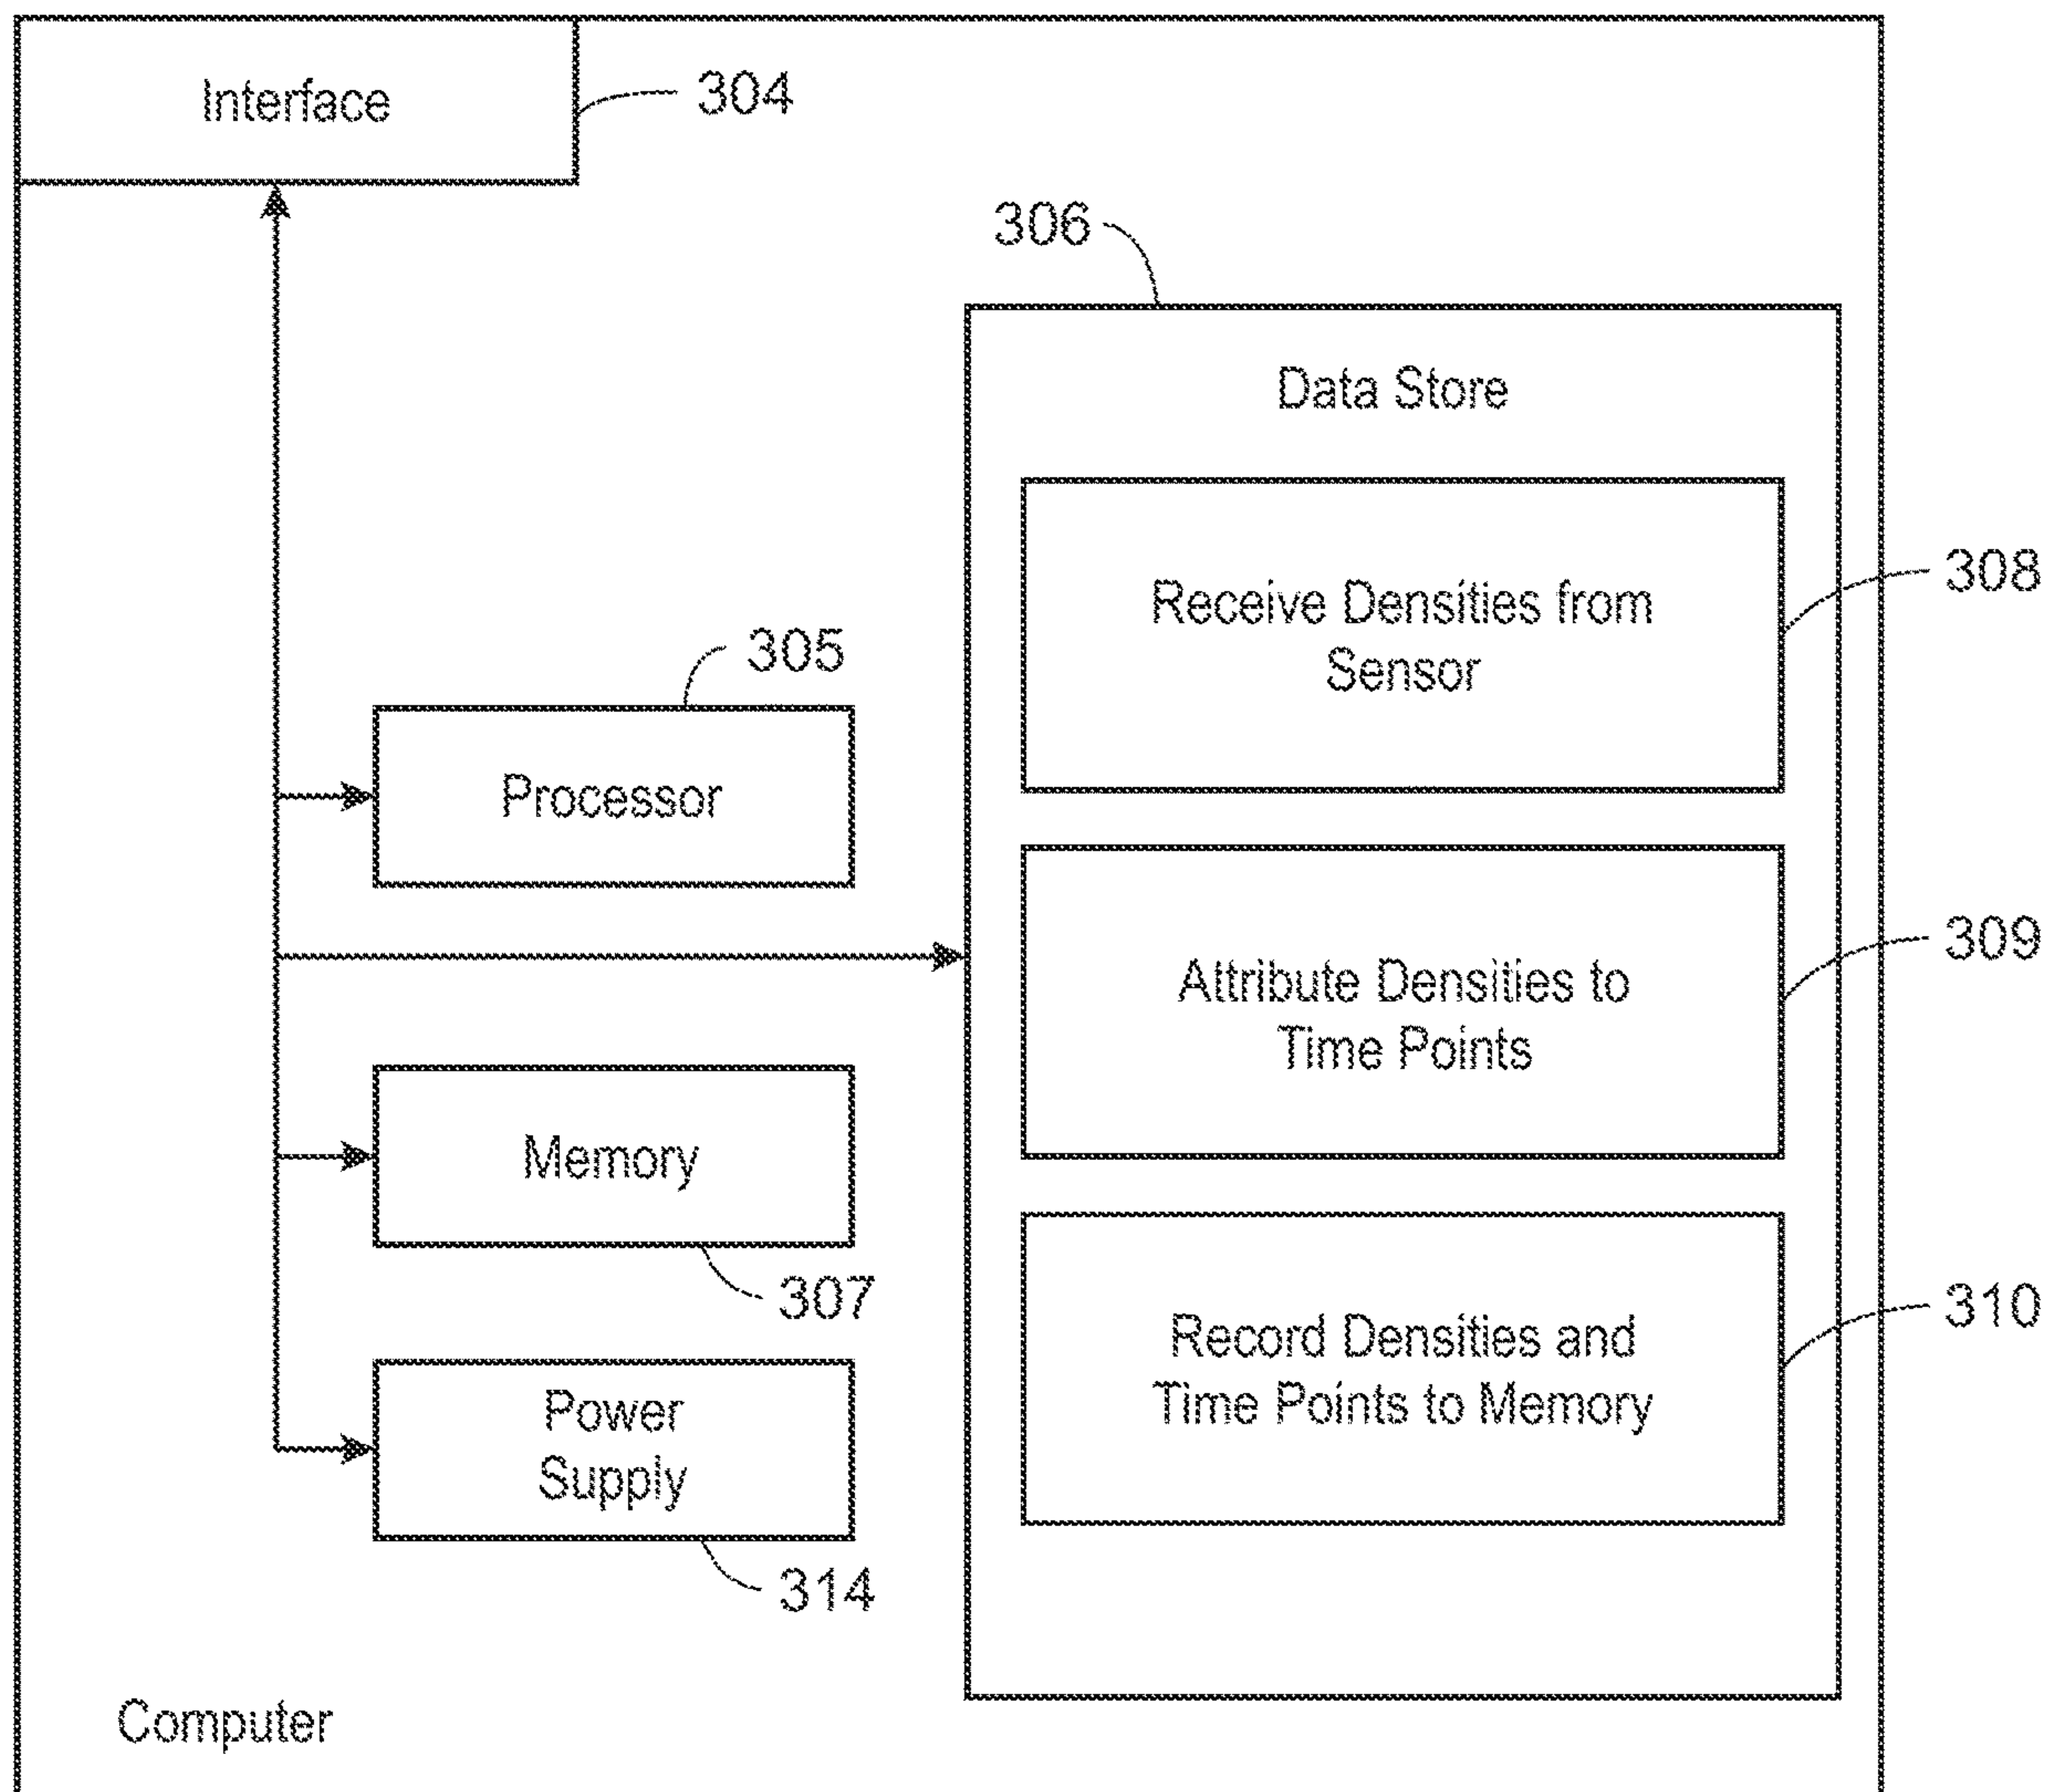 Interface
304
306
Data Store
Receive Densities from
Sensor
308
305
Processor
Attribute Densities to
Time Points
309
Memory
307
Record Densities and
Time Points to Memory
310
Power
Supply
314
Computer